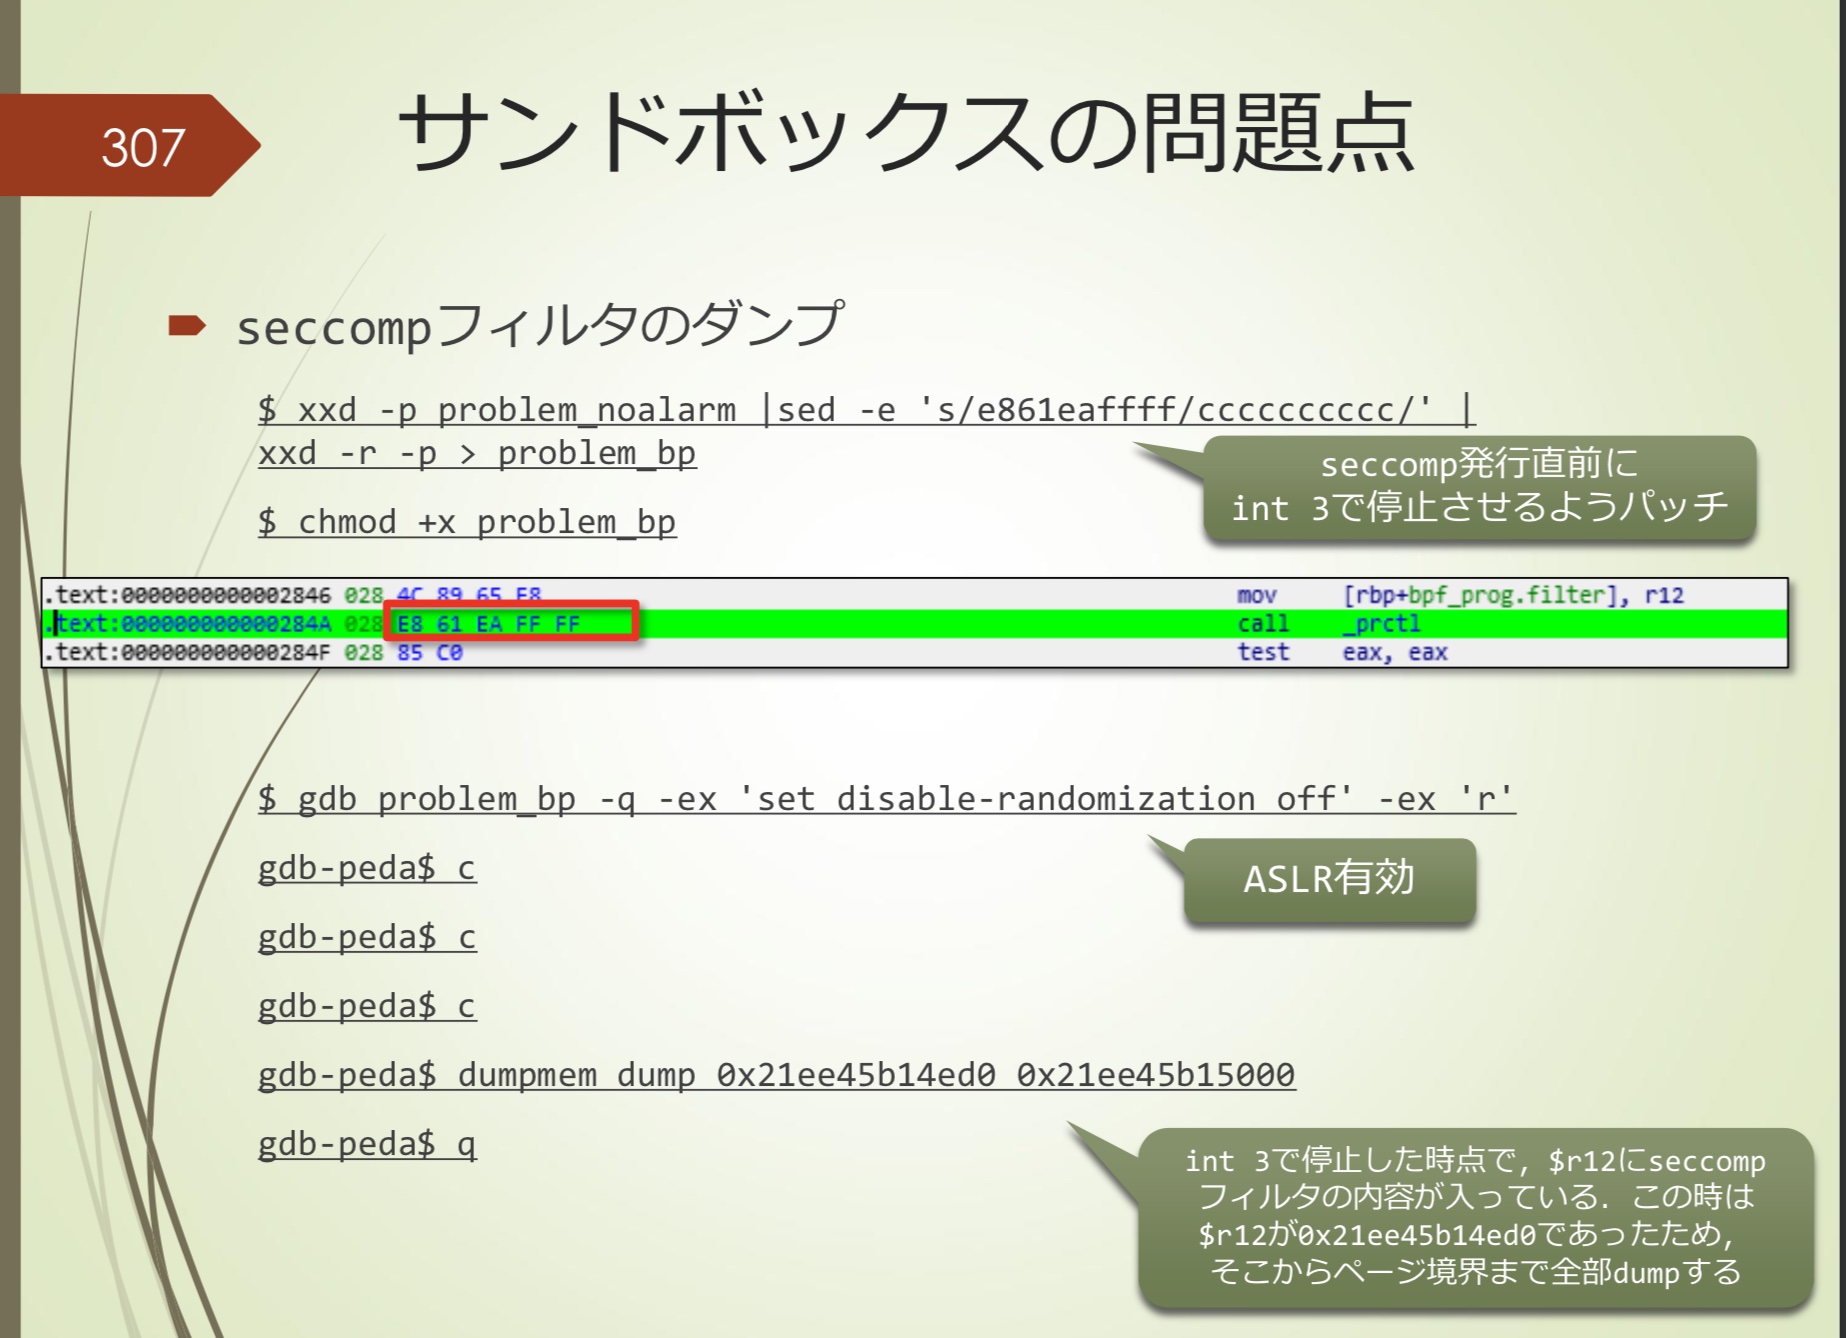 307
サンドボックスの問題点
seccompフィルタのダンプ
$ xxd -p problem_noalarm |sed -e 's/e861eaffff/cccccccccc/' |
xxd -r -p > problem_bp
seccomp発行直前に
int 3で停止させるようパッチ
$ chmod +x problem_bp
.text:0000000000002846 028 4C 89 65 E8 mov [rbp+bpf_prog.filter], r12
.text:000000000000284A 028 E8 61 EA FF FF call _prctl
.text:000000000000284F 028 85 C0 test eax, eax
$ gdb problem_bp -q -ex 'set disable-randomization off' -ex 'r'
ASLR有効
gdb-peda$ c
gdb-peda$ c
gdb-peda$ c
gdb-peda$ dumpmem dump 0x21ee45b14ed0 0x21ee45b15000
gdb-peda$ q
int 3で停止した時点で, $r12にseccomp
フィルタの内容が入っている. この時は
$r12が0x21ee45b14ed0であったため,
そこからページ境界まで全部dumpする